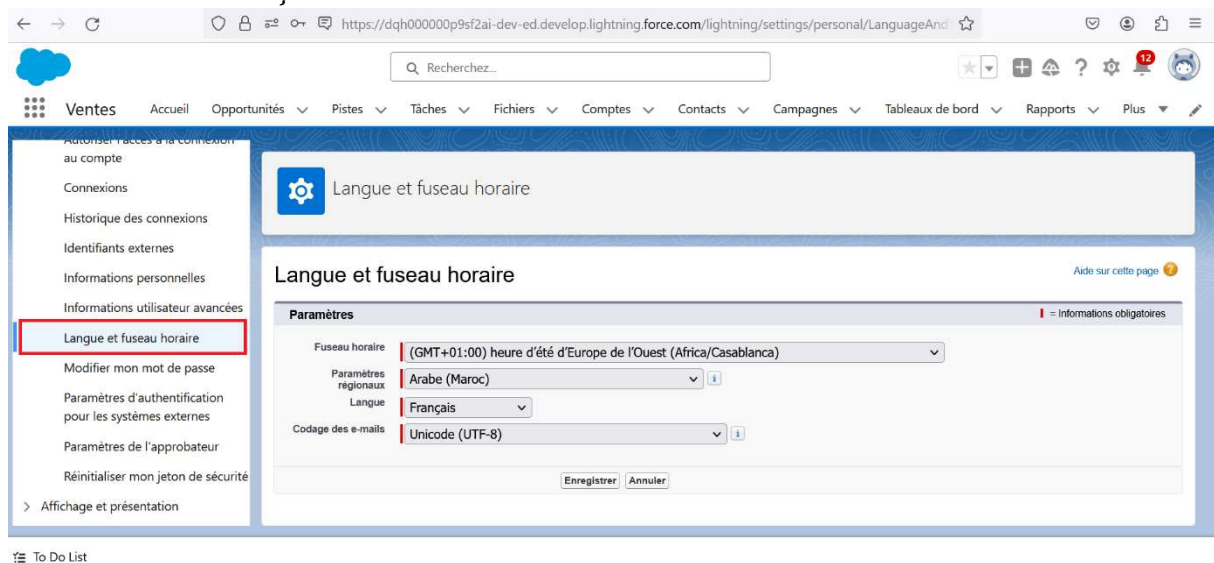 https://dqh000000p9sf2ai-dev-ed.develop.lightning.force.com/lightning/settings/personal/LanguageAnd
Recherchez...
12
Ventes Accueil Opportunités Pistes Tâches Fichiers Comptes Contacts Campagnes Tableaux de bord Rapports Plus
Autoriser l'accès à la connexion
au compte
Connexions
Historique des connexions
Identifiants externes
Informations personnelles
Informations utilisateur avancées
Langue et fuseau horaire
Modifier mon mot de passe
Paramètres d'authentification
pour les systèmes externes
Paramètres de l'approbateur
Réinitialiser mon jeton de sécurité
Affichage et présentation
Langue et fuseau horaire
Langue et fuseau horaire
Aide sur cette page
Paramètres
= Informations obligatoires
Fuseau horaire (GMT+01:00) heure d’été d’Europe de l’Ouest (Africa/Casablanca)
Paramètres
régionaux Arabe (Maroc)
Langue Français
Codage des e-mails Unicode (UTF-8)
Enregistrer Annuler
To Do List